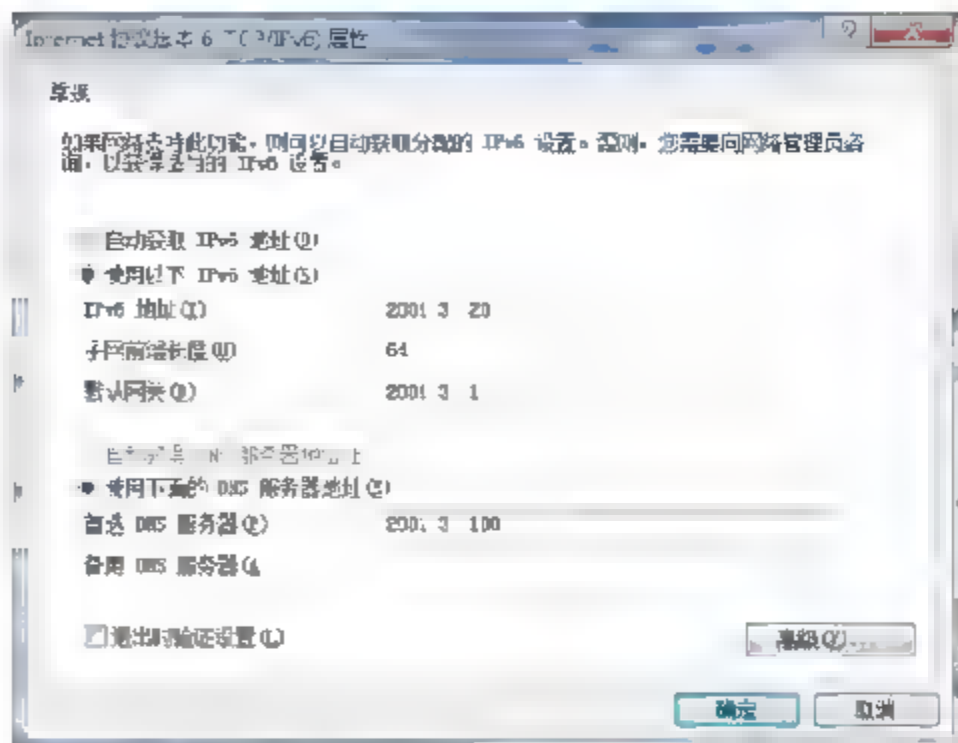 Internet 协议版本 6 (TCP/IPv6) 属性
常规
如果网络支持此功能，则可以自动获取分配的 IPv6 设置。否则，您需要向网络管理员咨
询，以获得适当的 IPv6 设置。
自动获取 IPv6 地址(O)
使用以下 IPv6 地址(S)
IPv6 地址(I)
2001 3 20
子网前缀长度(U)
64
默认网关(D)
2001 3 1
使用下面的 DNS 服务器地址(E)
首选 DNS 服务器(P)
2001 3 100
备用 DNS 服务器(A
退出时验证设置(L)
高级(V)
确定
取消